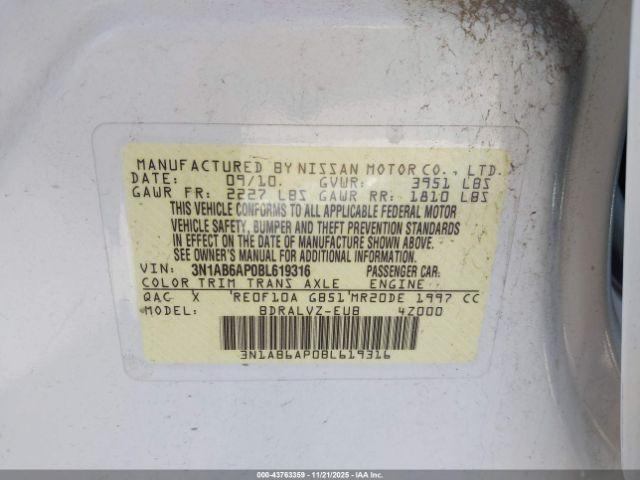 MANUFACTURED BY NISSAN MOTOR CO., LTD.
DATE: 09/10. GVWR: 3951 LBS
GAWR FR: 2227 LBS GAWR RR: 1810 LBS
THIS VEHICLE CONFORMS TO ALL APPLICABLE FEDERAL MOTOR
VEHICLE SAFETY, BUMPER AND THEFT PREVENTION STANDARDS
IN EFFECT ON THE DATE OF MANUFACTURE SHOWN ABOVE.
SEE OWNER'S MANUAL FOR ADDITIONAL INFORMATION.
VIN: 3N1AB6AP0BL619316 PASSENGER CAR:
COLOR TRIM TRANS AXLE ENGINE
QAC X RE0F10A GB51 MR20DE 1997 CC
MODEL: BDRALVZ-EUB 4Z000
3N1AB6AP0BL619316
000-43763359 11/21/2025 © IAA Holdings, LLC